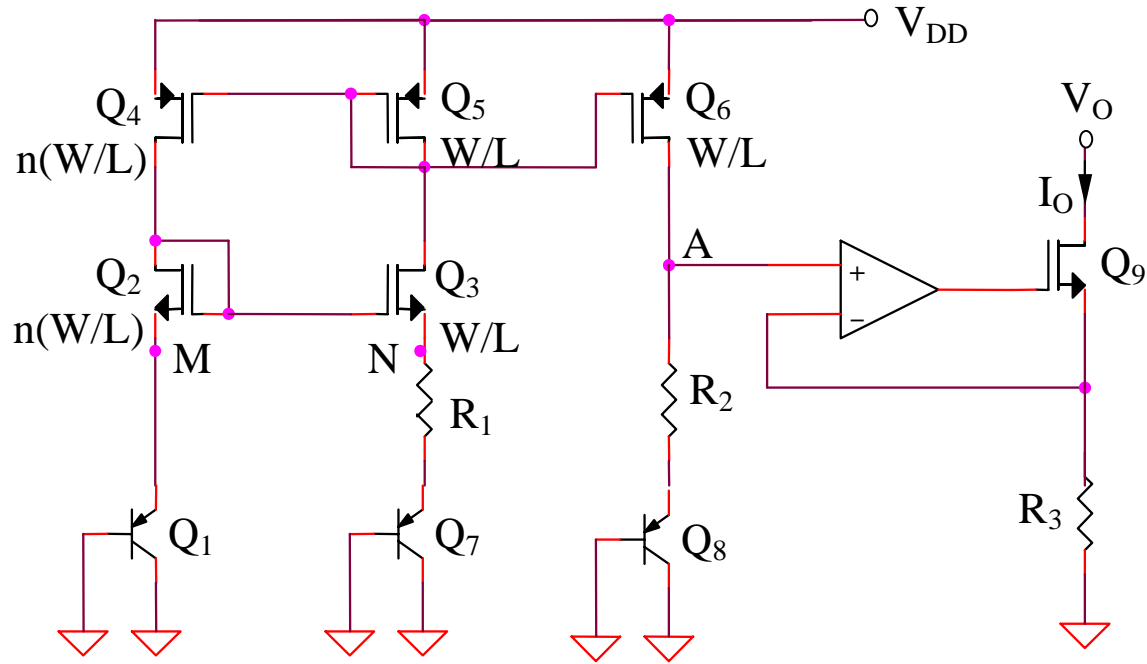 V_DD
Q_4
Q_5
Q_6
V_O
n(W/L)
W/L
W/L
I_O
A
Q_2
Q_3
+
Q_9
n(W/L)
W/L
−
M
N
R_1
R_2
R_3
Q_1
Q_7
Q_8